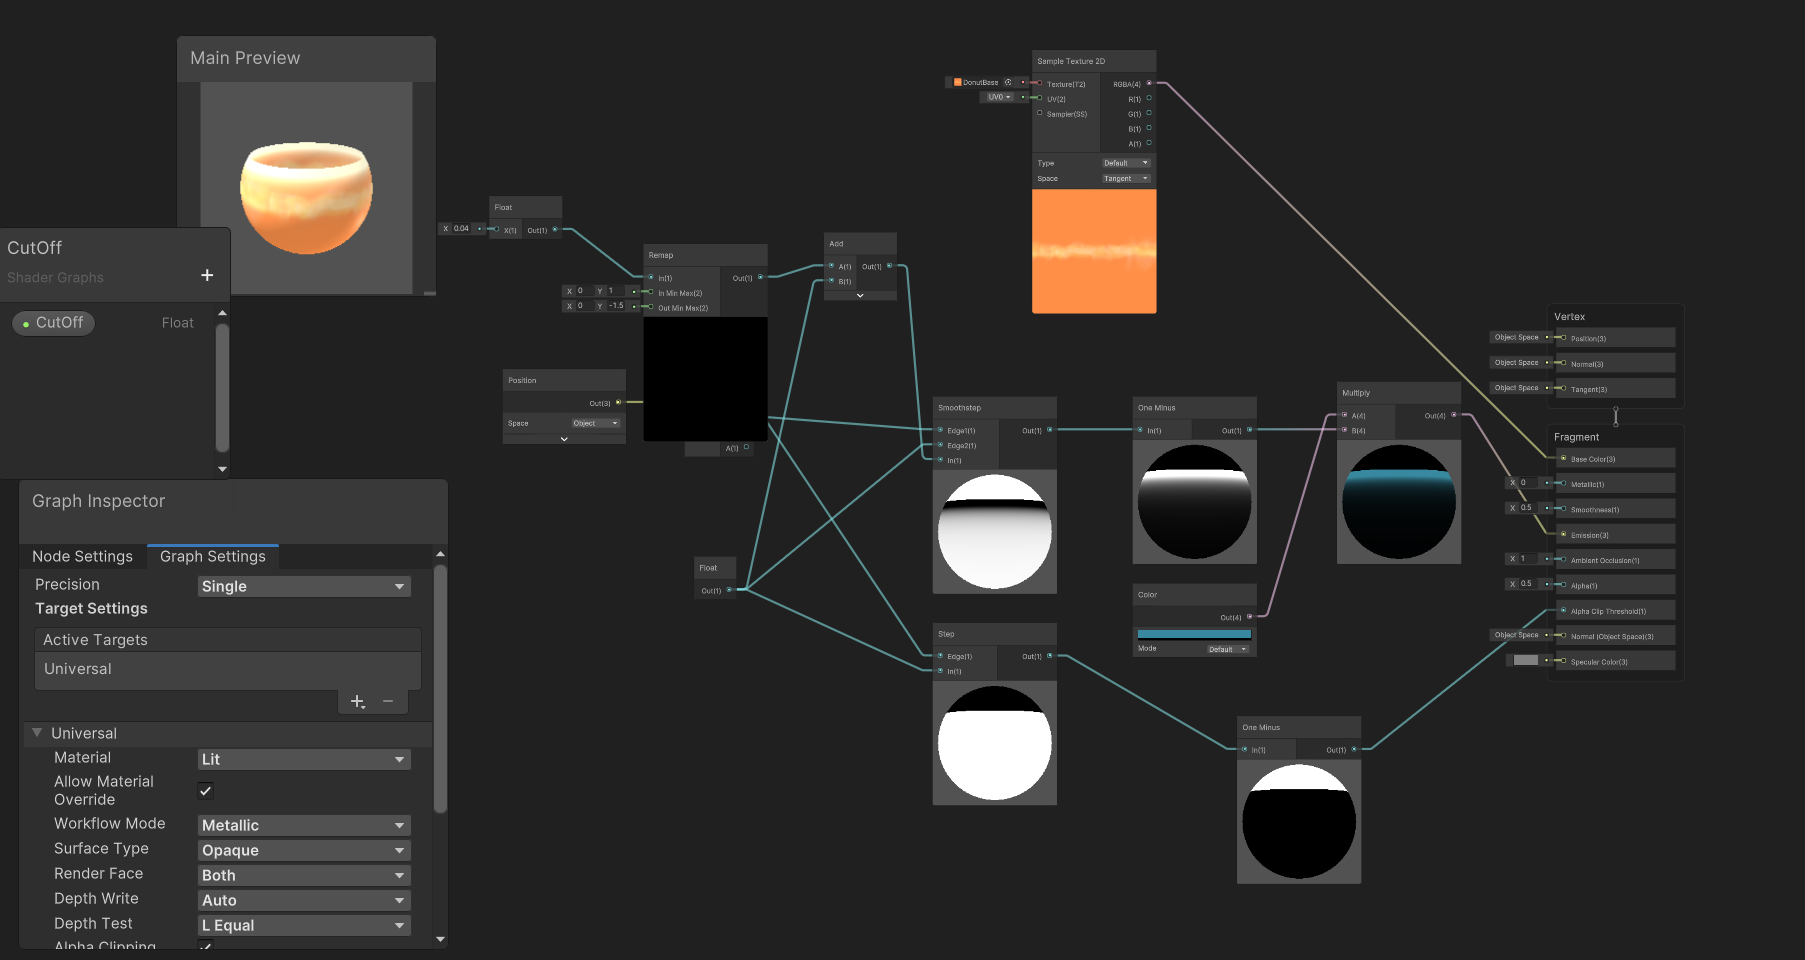 Main Preview
CutOff
Shader Graphs
+
CutOff
Float
Graph Inspector
Node Settings
Graph Settings
Precision
Single
Target Settings
Active Targets
Universal
+
−
Universal
Material
Lit
Allow Material
Override
Workflow Mode
Metallic
Surface Type
Opaque
Render Face
Both
Depth Write
Auto
Depth Test
L Equal
Alpha Clipping
Float
X 0.04
X(1)
Out(1)
Remap
In(1)
Out(1)
X 0 Y 1
In Min Max(2)
X 0 Y -1.5
Out Min Max(2)
Add
A(1)
Out(1)
B(1)
Position
Out(3)
Space
Object
A(1)
Float
Out(1)
Sample Texture 2D
DonutBase
Texture(T2)
RGBA(4)
UV0
UV(2)
R(1)
Sampler(SS)
G(1)
B(1)
A(1)
Type
Default
Space
Tangent
Smoothstep
Edge1(1)
Out(1)
Edge2(1)
In(1)
One Minus
In(1)
Out(1)
Multiply
A(4)
Out(4)
B(4)
Color
Out(4)
Mode
Default
Step
Edge(1)
Out(1)
In(1)
One Minus
In(1)
Out(1)
Vertex
Object Space
Position(3)
Object Space
Normal(3)
Object Space
Tangent(3)
Fragment
Base Color(3)
X 0
Metallic(1)
X 0.5
Smoothness(1)
Emission(3)
X 1
Ambient Occlusion(1)
X 0.5
Alpha(1)
Alpha Clip Threshold(1)
Object Space
Normal (Object Space)(3)
Specular Color(3)